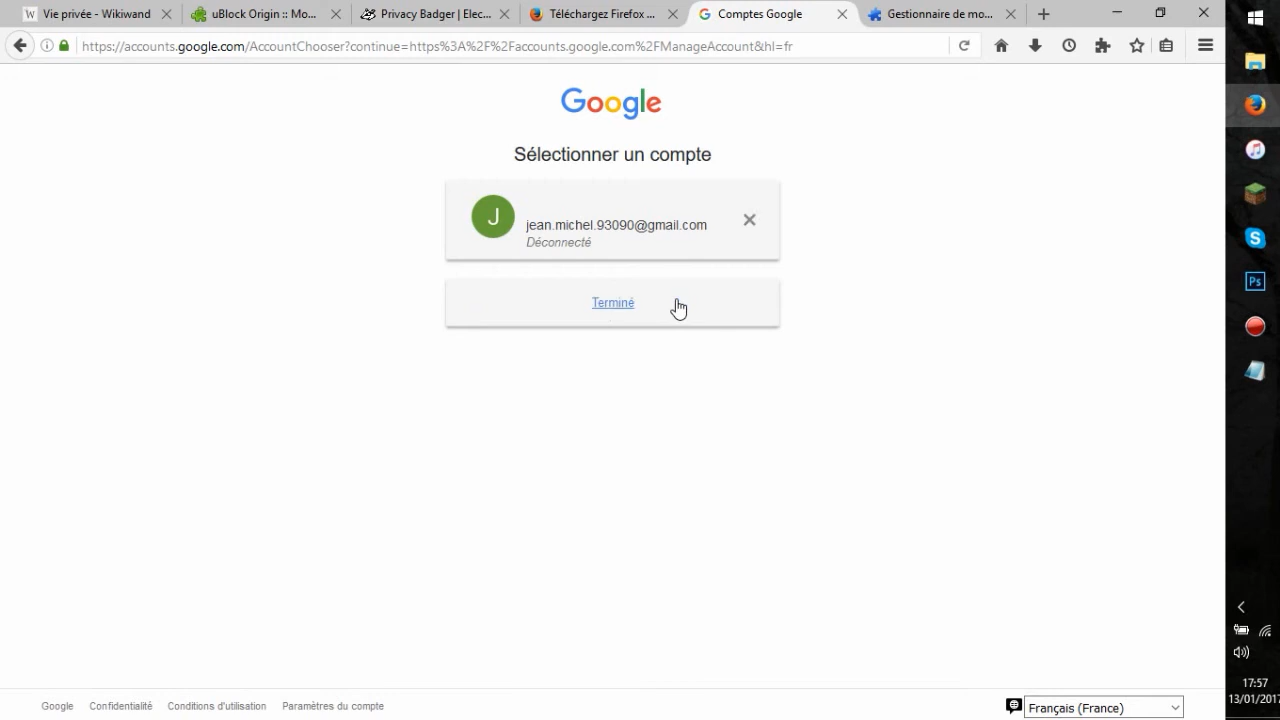 Vie privée - Wikiwand
uBlock Origin :: Mo...
Privacy Badger | Elec...
Téléchargez Firefox ...
Comptes Google
Gestionnaire de mo...
https://accounts.google.com/AccountChooser?continue=https%3A%2F%2Faccounts.google.com%2FManageAccount&hl=fr
Google
Sélectionner un compte
J
jean.michel.93090@gmail.com
Déconnecté
Terminé
Ps
17:57
13/01/2017
Google Confidentialité Conditions d'utilisation Paramètres du compte
Français (France)